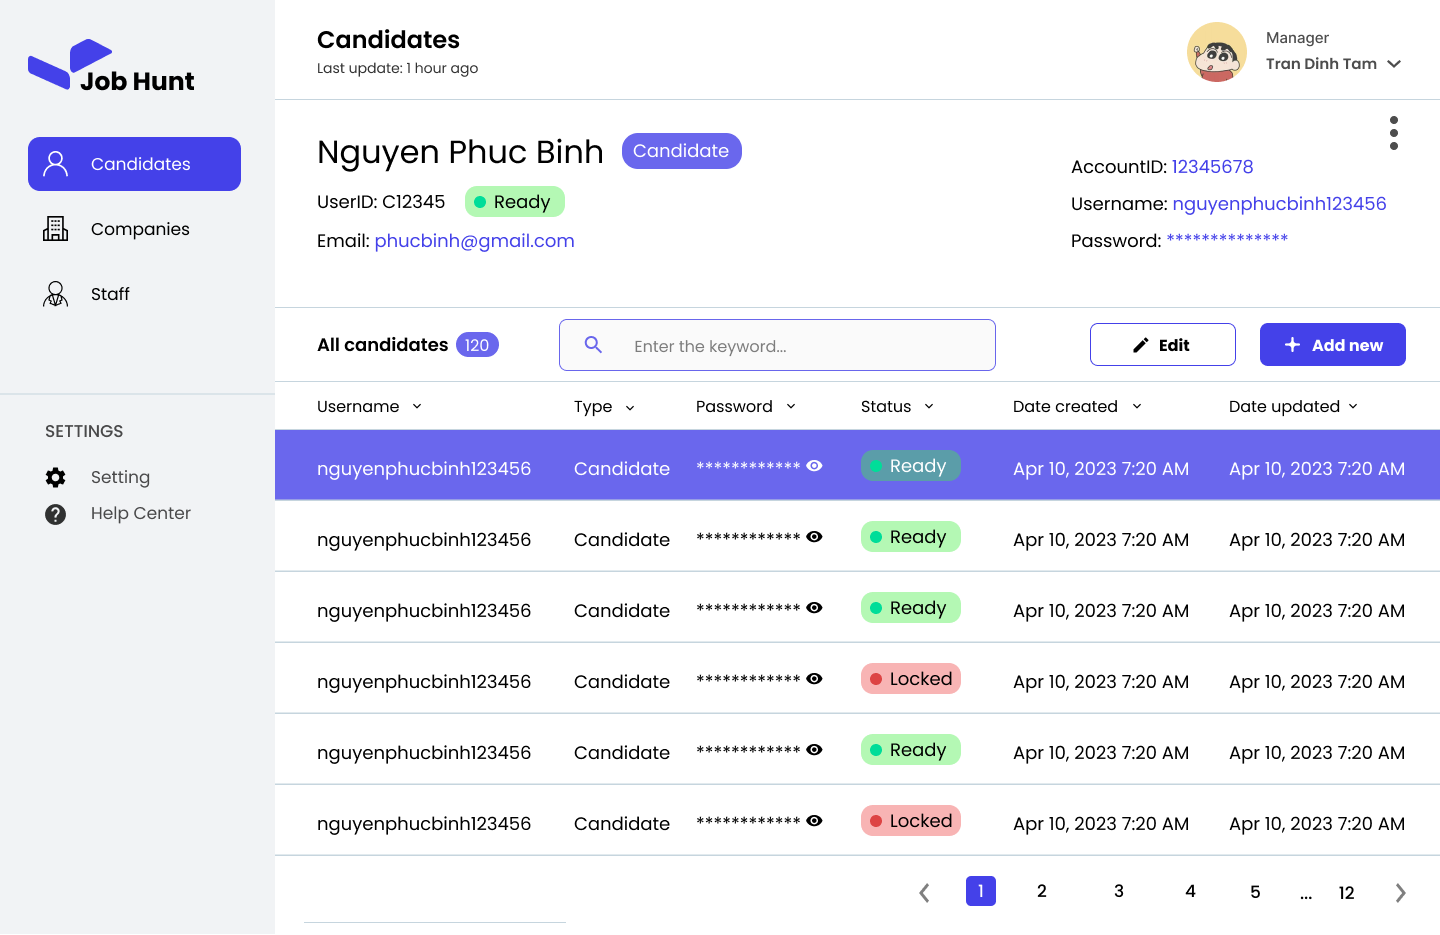 Job Hunt
Candidates
Companies
Staff
SETTINGS
Setting
Help Center
Candidates
Last update: 1 hour ago
Manager
Tran Dinh Tam
Nguyen Phuc Binh Candidate
UserID: C12345 Ready
Email: phucbinh@gmail.com
AccountID: 12345678
Username: nguyenphucbinh123456
Password: **************
All candidates 120
Enter the keyword...
Edit
Add new
Username Type Password Status Date created Date updated
nguyenphucbinh123456 Candidate ************ Ready Apr 10, 2023 7:20 AM Apr 10, 2023 7:20 AM
nguyenphucbinh123456 Candidate ************ Ready Apr 10, 2023 7:20 AM Apr 10, 2023 7:20 AM
nguyenphucbinh123456 Candidate ************ Ready Apr 10, 2023 7:20 AM Apr 10, 2023 7:20 AM
nguyenphucbinh123456 Candidate ************ Locked Apr 10, 2023 7:20 AM Apr 10, 2023 7:20 AM
nguyenphucbinh123456 Candidate ************ Ready Apr 10, 2023 7:20 AM Apr 10, 2023 7:20 AM
nguyenphucbinh123456 Candidate ************ Locked Apr 10, 2023 7:20 AM Apr 10, 2023 7:20 AM
1 2 3 4 5 ... 12